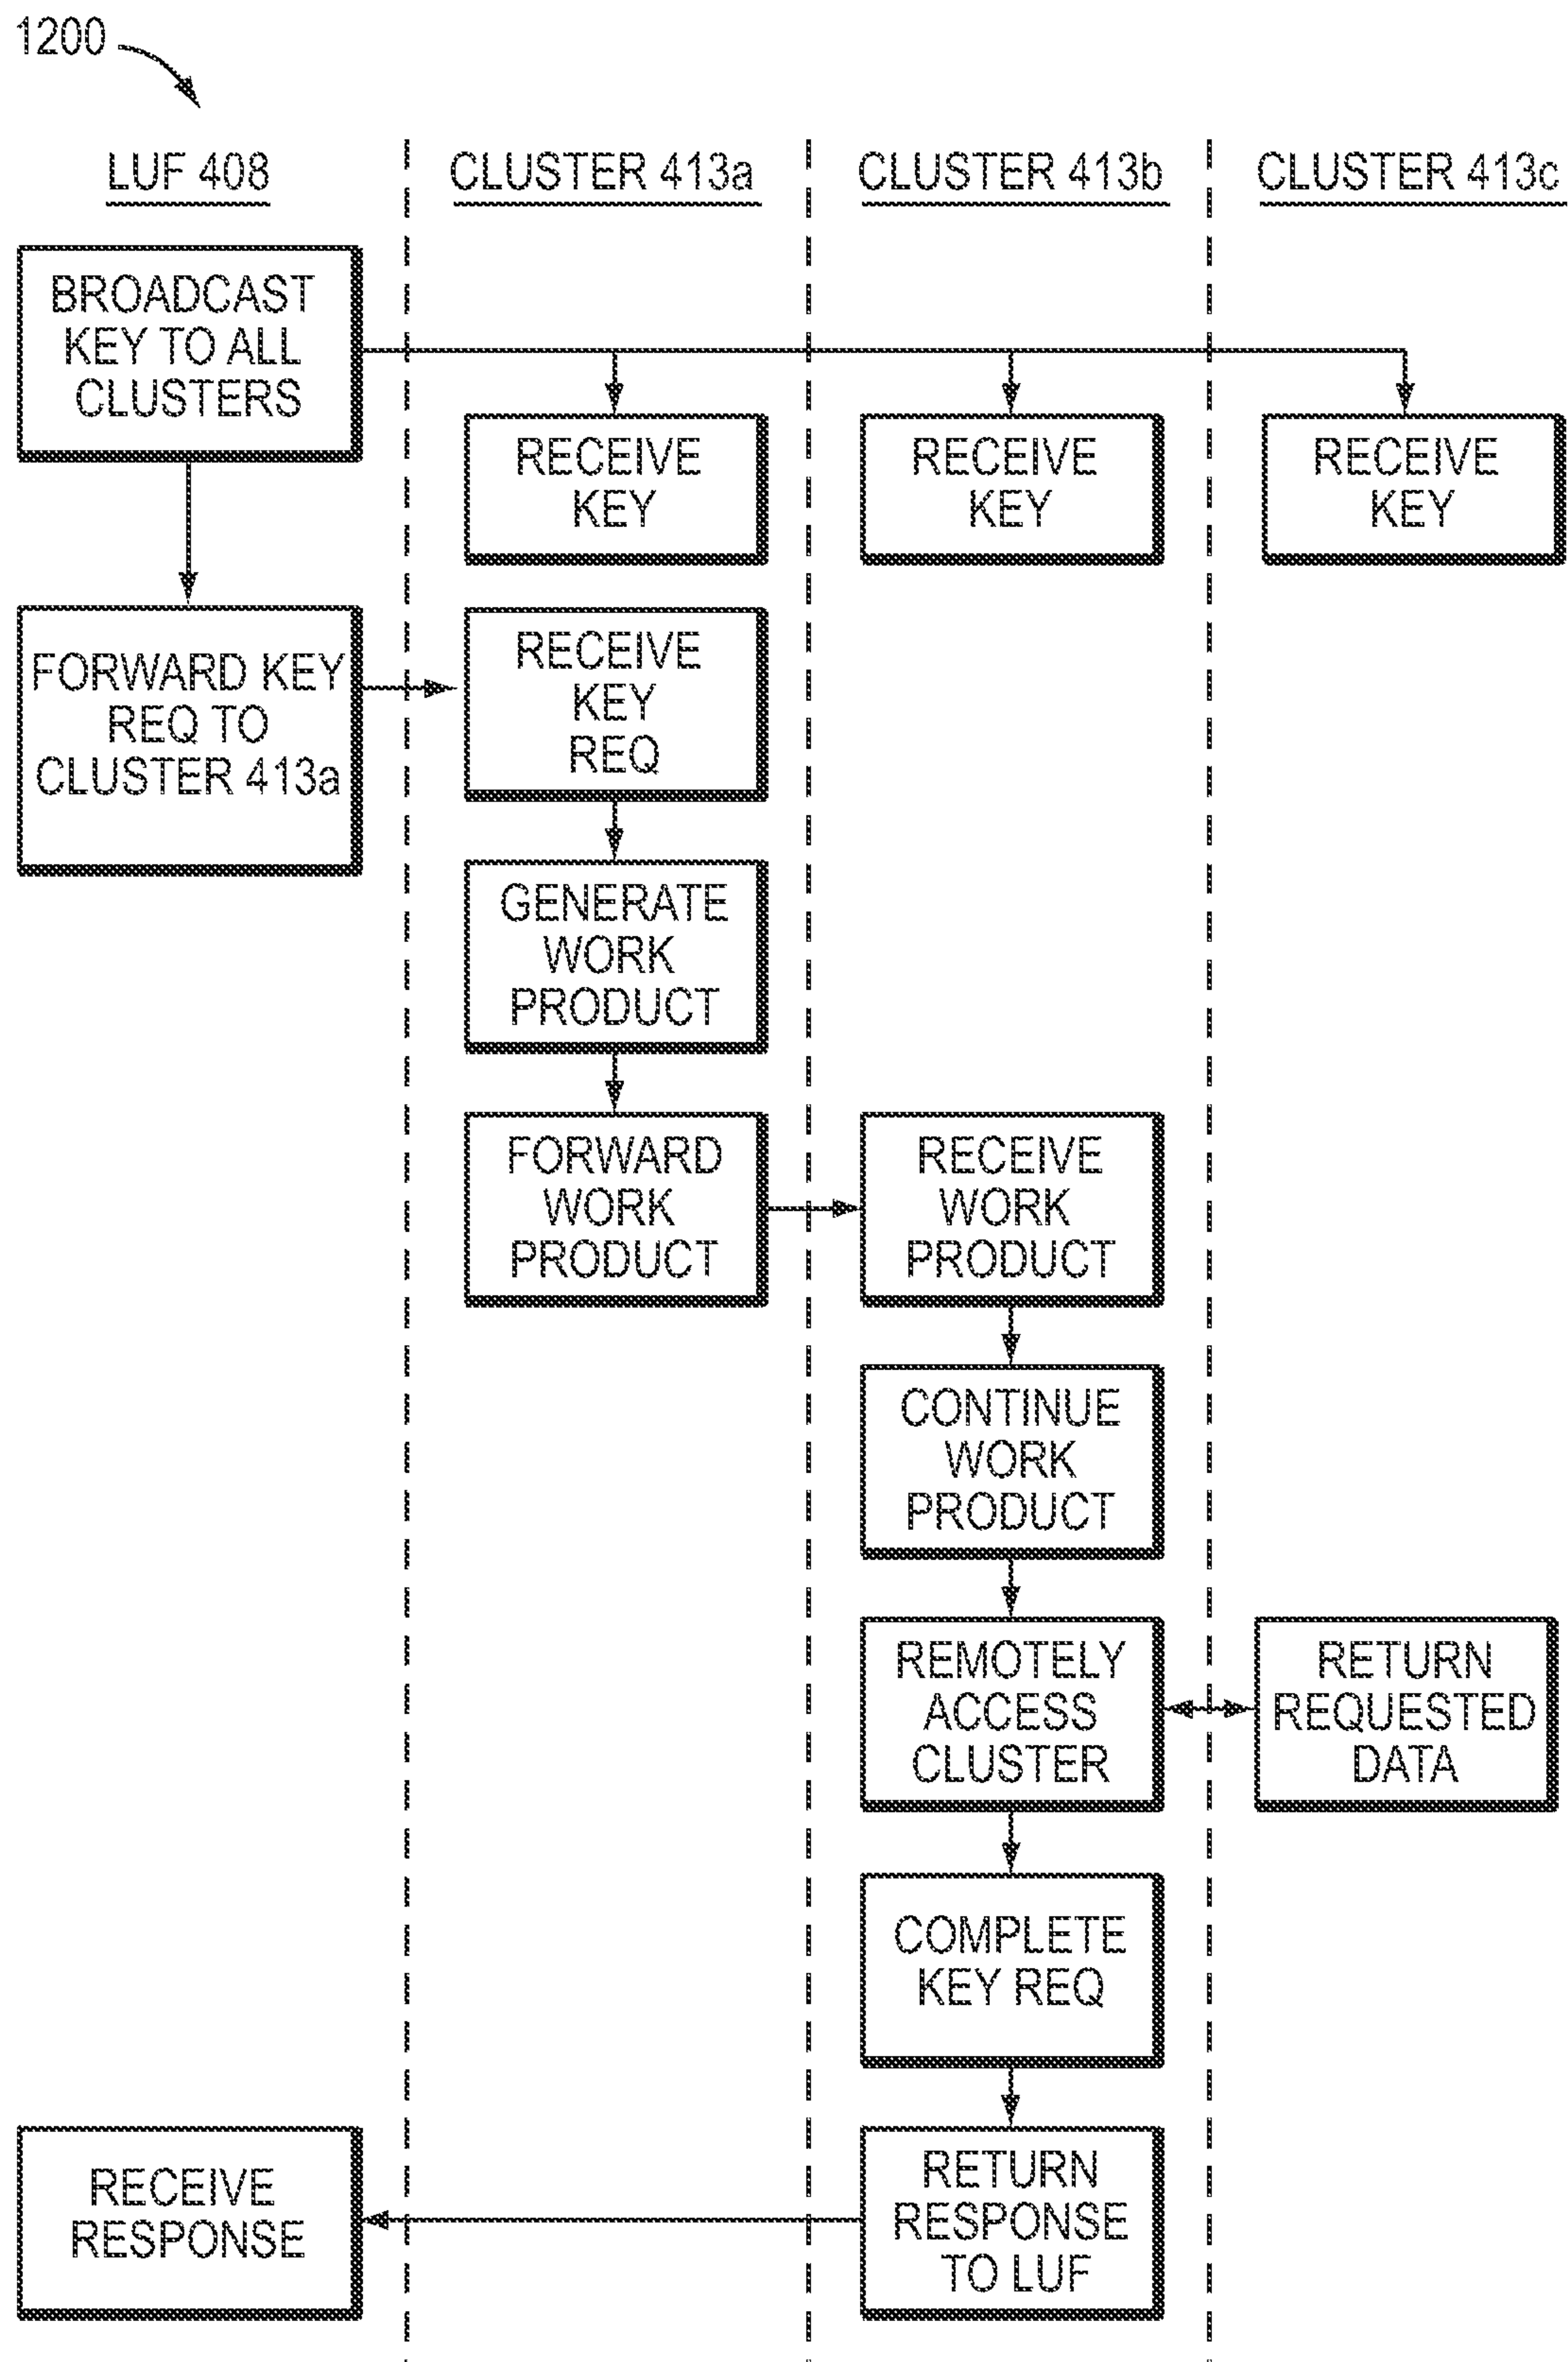 1200
LUF 408
CLUSTER 413a
CLUSTER 413b
CLUSTER 413c
BROADCAST
KEY TO ALL
CLUSTERS
RECEIVE
KEY
RECEIVE
KEY
RECEIVE
KEY
FORWARD KEY
REQ TO
CLUSTER 413a
RECEIVE
KEY
REQ
GENERATE
WORK
PRODUCT
FORWARD
WORK
PRODUCT
RECEIVE
WORK
PRODUCT
CONTINUE
WORK
PRODUCT
REMOTELY
ACCESS
CLUSTER
RETURN
REQUESTED
DATA
COMPLETE
KEY REQ
RETURN
RESPONSE
TO LUF
RECEIVE
RESPONSE